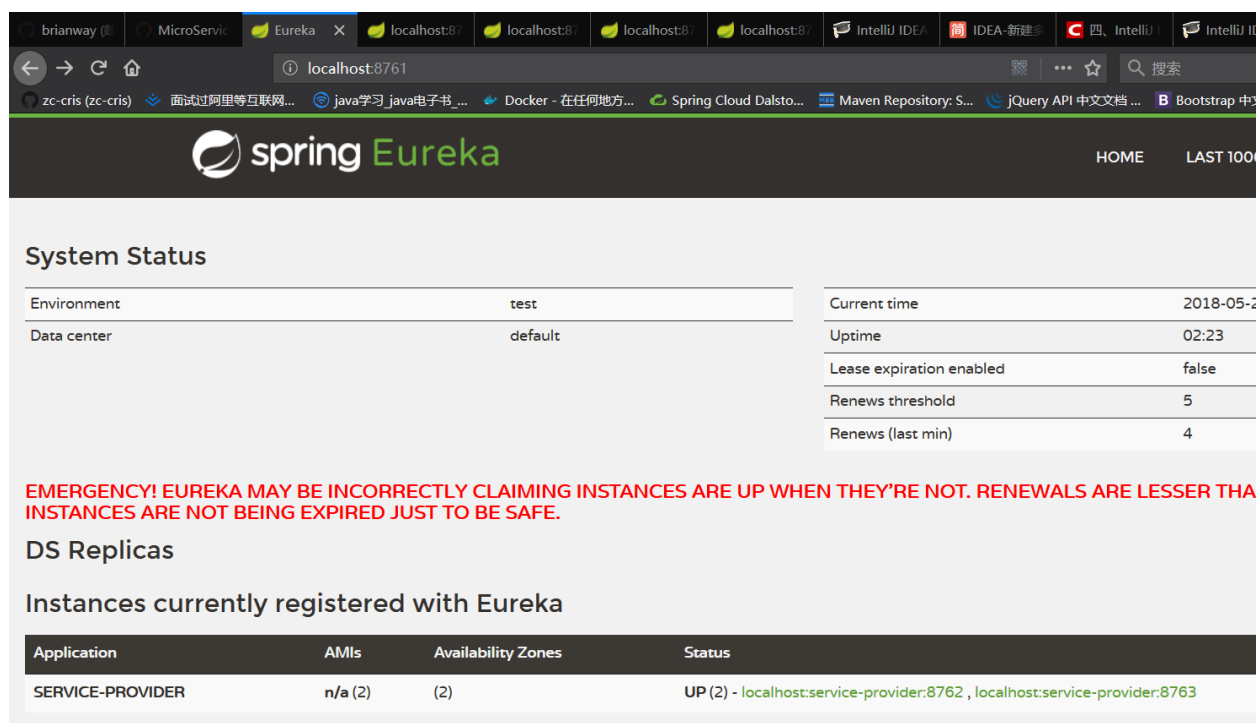 brianway ( MicroServic Eureka localhost:87 localhost:87 localhost:87 localhost:87 IntelliJ IDEA 简 IDEA-新建多 C 四、IntelliJ I IntelliJ ID
localhost:8761 搜索
zc-cris (zc-cris) 面试过阿里等互联网... java学习_java电子书_... Docker - 在任何地方... Spring Cloud Dalsto... Maven Repository: S... jQuery API 中文文档 ... B Bootstrap 中文
spring Eureka HOME LAST 1000
System Status
Environment test Current time 2018-05-2
Data center default Uptime 02:23
Lease expiration enabled false
Renews threshold 5
Renews (last min) 4
EMERGENCY! EUREKA MAY BE INCORRECTLY CLAIMING INSTANCES ARE UP WHEN THEY'RE NOT. RENEWALS ARE LESSER THA
INSTANCES ARE NOT BEING EXPIRED JUST TO BE SAFE.
DS Replicas
Instances currently registered with Eureka
Application AMIs Availability Zones Status
SERVICE-PROVIDER n/a (2) (2) UP (2) - localhost:service-provider:8762 , localhost:service-provider:8763